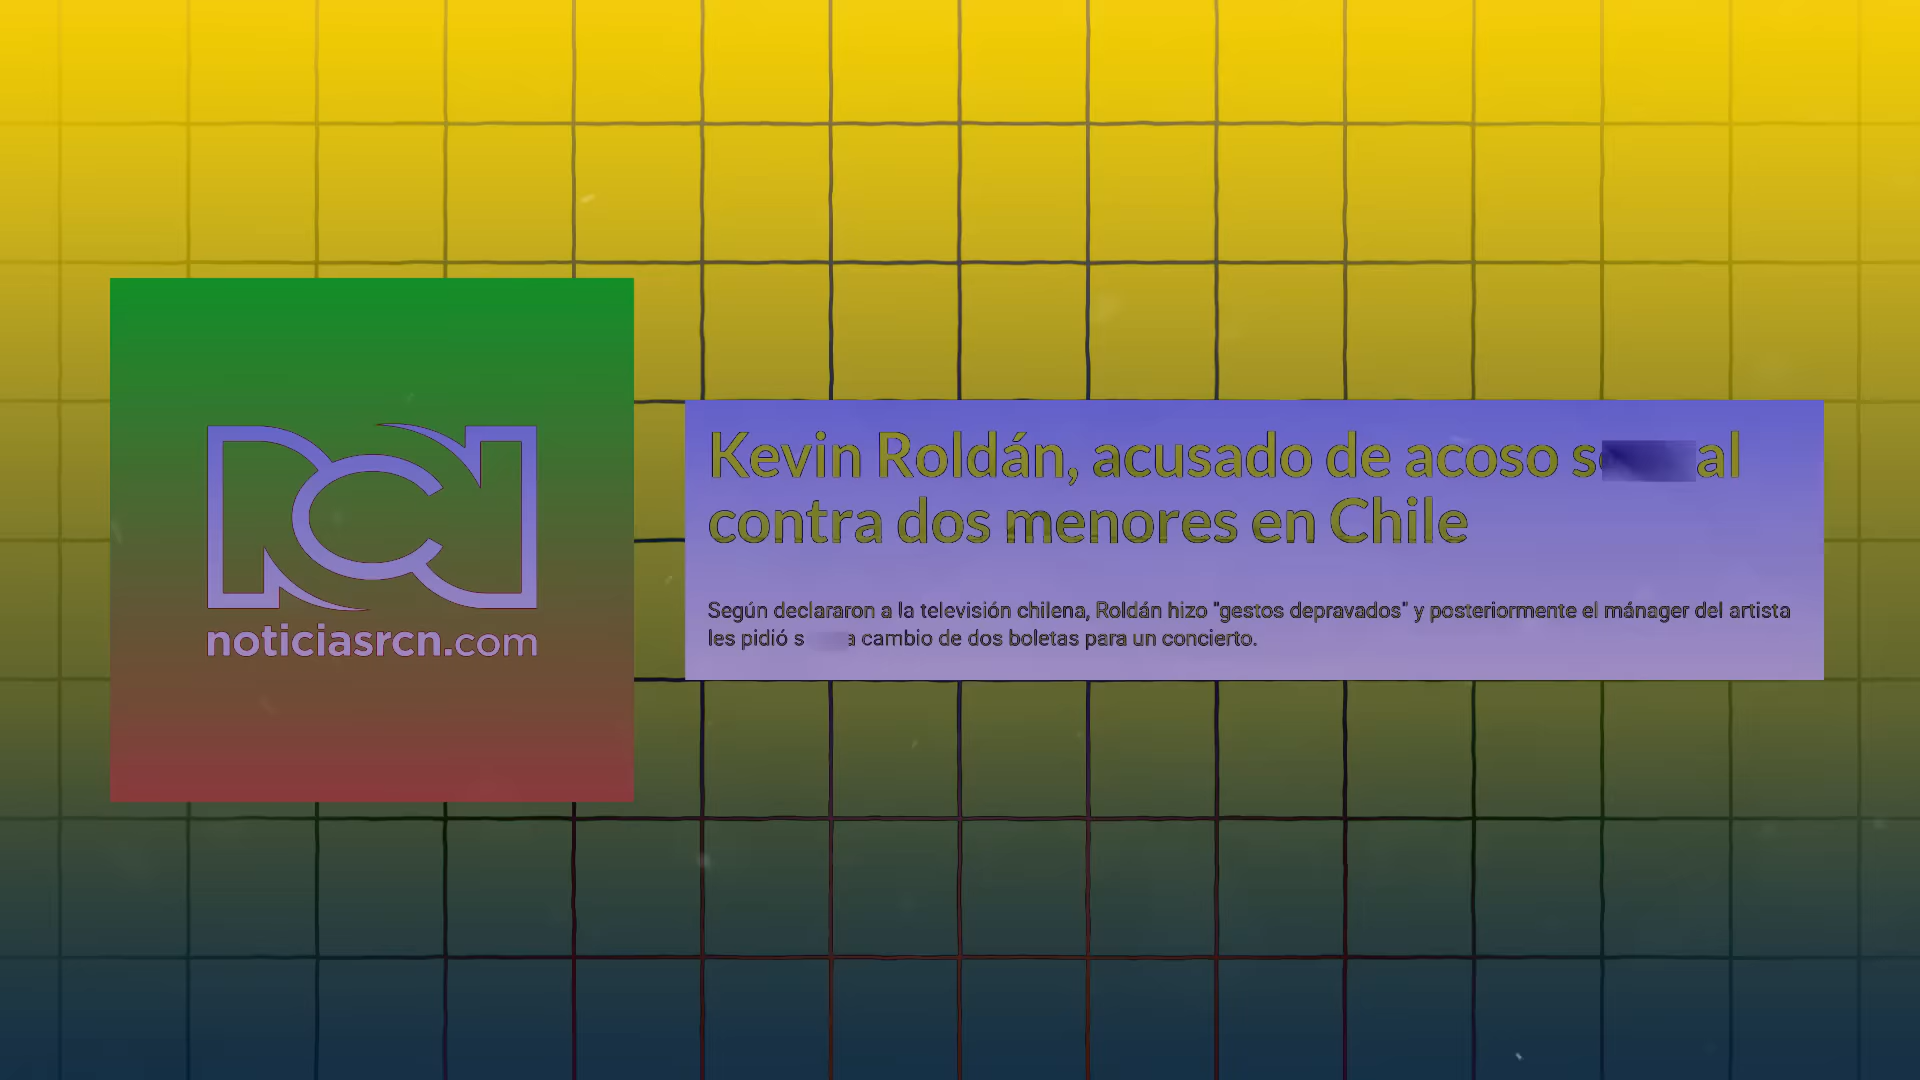 noticiasrcn.com
Kevin Roldán, acusado de acoso
contra dos menores en Chile
Según declararon a la televisión chilena, Roldán hizo "gestos depravados" y posteriormente el mánager del artista
les pidió a cambio de dos boletas para un concierto.